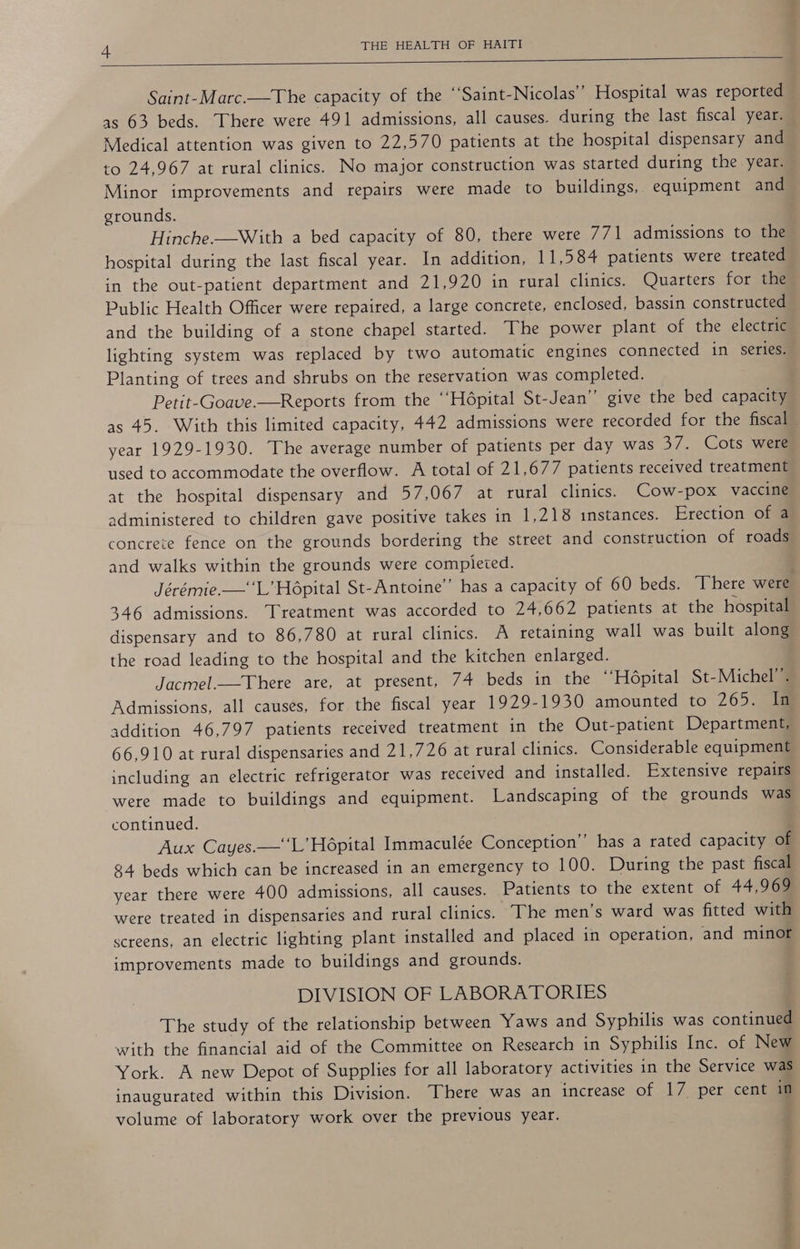 4
THE HEALTH OF HAITI
Saint-Marc.—The capacity of the “Saint-Nicolas” Hospital was reported
as 63 beds. There were 491 admissions, all causes. during the last fiscal year.
Medical attention was given to 22,570 patients at the hospital dispensary and
to 24,967 at rural clinics. No major construction was started during the year.
Minor improvements and repairs were made to buildings, equipment and
grounds.
Hinche.—With a bed capacity of 80, there were 771 admissions to the
hospital during the last fiscal year. In addition, 11,584 patients were treated
in the out-patient department and 21,920 in rural clinics. Quarters for the
Public Health Officer were repaired, a large concrete, enclosed, bassin constructed
and the building of a stone chapel started. The power plant of the electric
lighting system was replaced by two automatic engines connected in series.
Planting of trees and shrubs on the reservation was completed.
Petit-Goave.—Reports from the “Hôpital St-Jean” give the bed capacity
as 45. With this limited capacity, 442 admissions were recorded for the fiscal
year 1929-1930. The average number of patients per day was 37. Cots were
used to accommodate the overflow. A total of 21,677 patients received treatment
at the hospital dispensary and 57,067 at rural clinics. Cow-pox vaccine
administered to children gave positive takes in 1,218 instances. Erection of a
concrete fence on the grounds bordering the street and construction of roads
and walks within the grounds were completed.
Jérémie.—“L’Hôpital St-Antoine” has a capacity of 60 beds. There were
346 admissions. Treatment was accorded to 24,662 patients at the hospital
dispensary and to 86,780 at rural clinics. A retaining wall was built along
the road leading to the hospital and the kitchen enlarged.
Jacmel.—There are, at present, 74 beds in the “Hôpital St-Michel”.
Admissions, all causes, for the fiscal year 1929-1930 amounted to 265. In
addition 46,797 patients received treatment in the Out-patient Department,
66,910 at rural dispensaries and 21,726 at rural clinics. Considerable equipment
including an electric refrigerator was received and installed. Extensive repairs
were made to buildings and equipment. Landscaping of the grounds was
continued.
Aux Cayes.—“L’Hôpital Immaculée Conception” has a rated capacity of
84 beds which can be increased in an emergency to 100. During the past fiscal
year there were 400 admissions, all causes. Patients to the extent of 44,969
were treated in dispensaries and rural clinics. The men’s ward was fitted with
screens, an electric lighting plant installed and placed in operation, and minor
improvements made to buildings and grounds.
DIVISION OF LABORATORIES
The study of the relationship between Yaws and Syphilis was continued
with the financial aid of the Committee on Research in Syphilis Inc. of New
York. A new Depot of Supplies for all laboratory activities in the Service was
inaugurated within this Division. There was an increase of 17 per cent in
volume of laboratory work over the previous year.